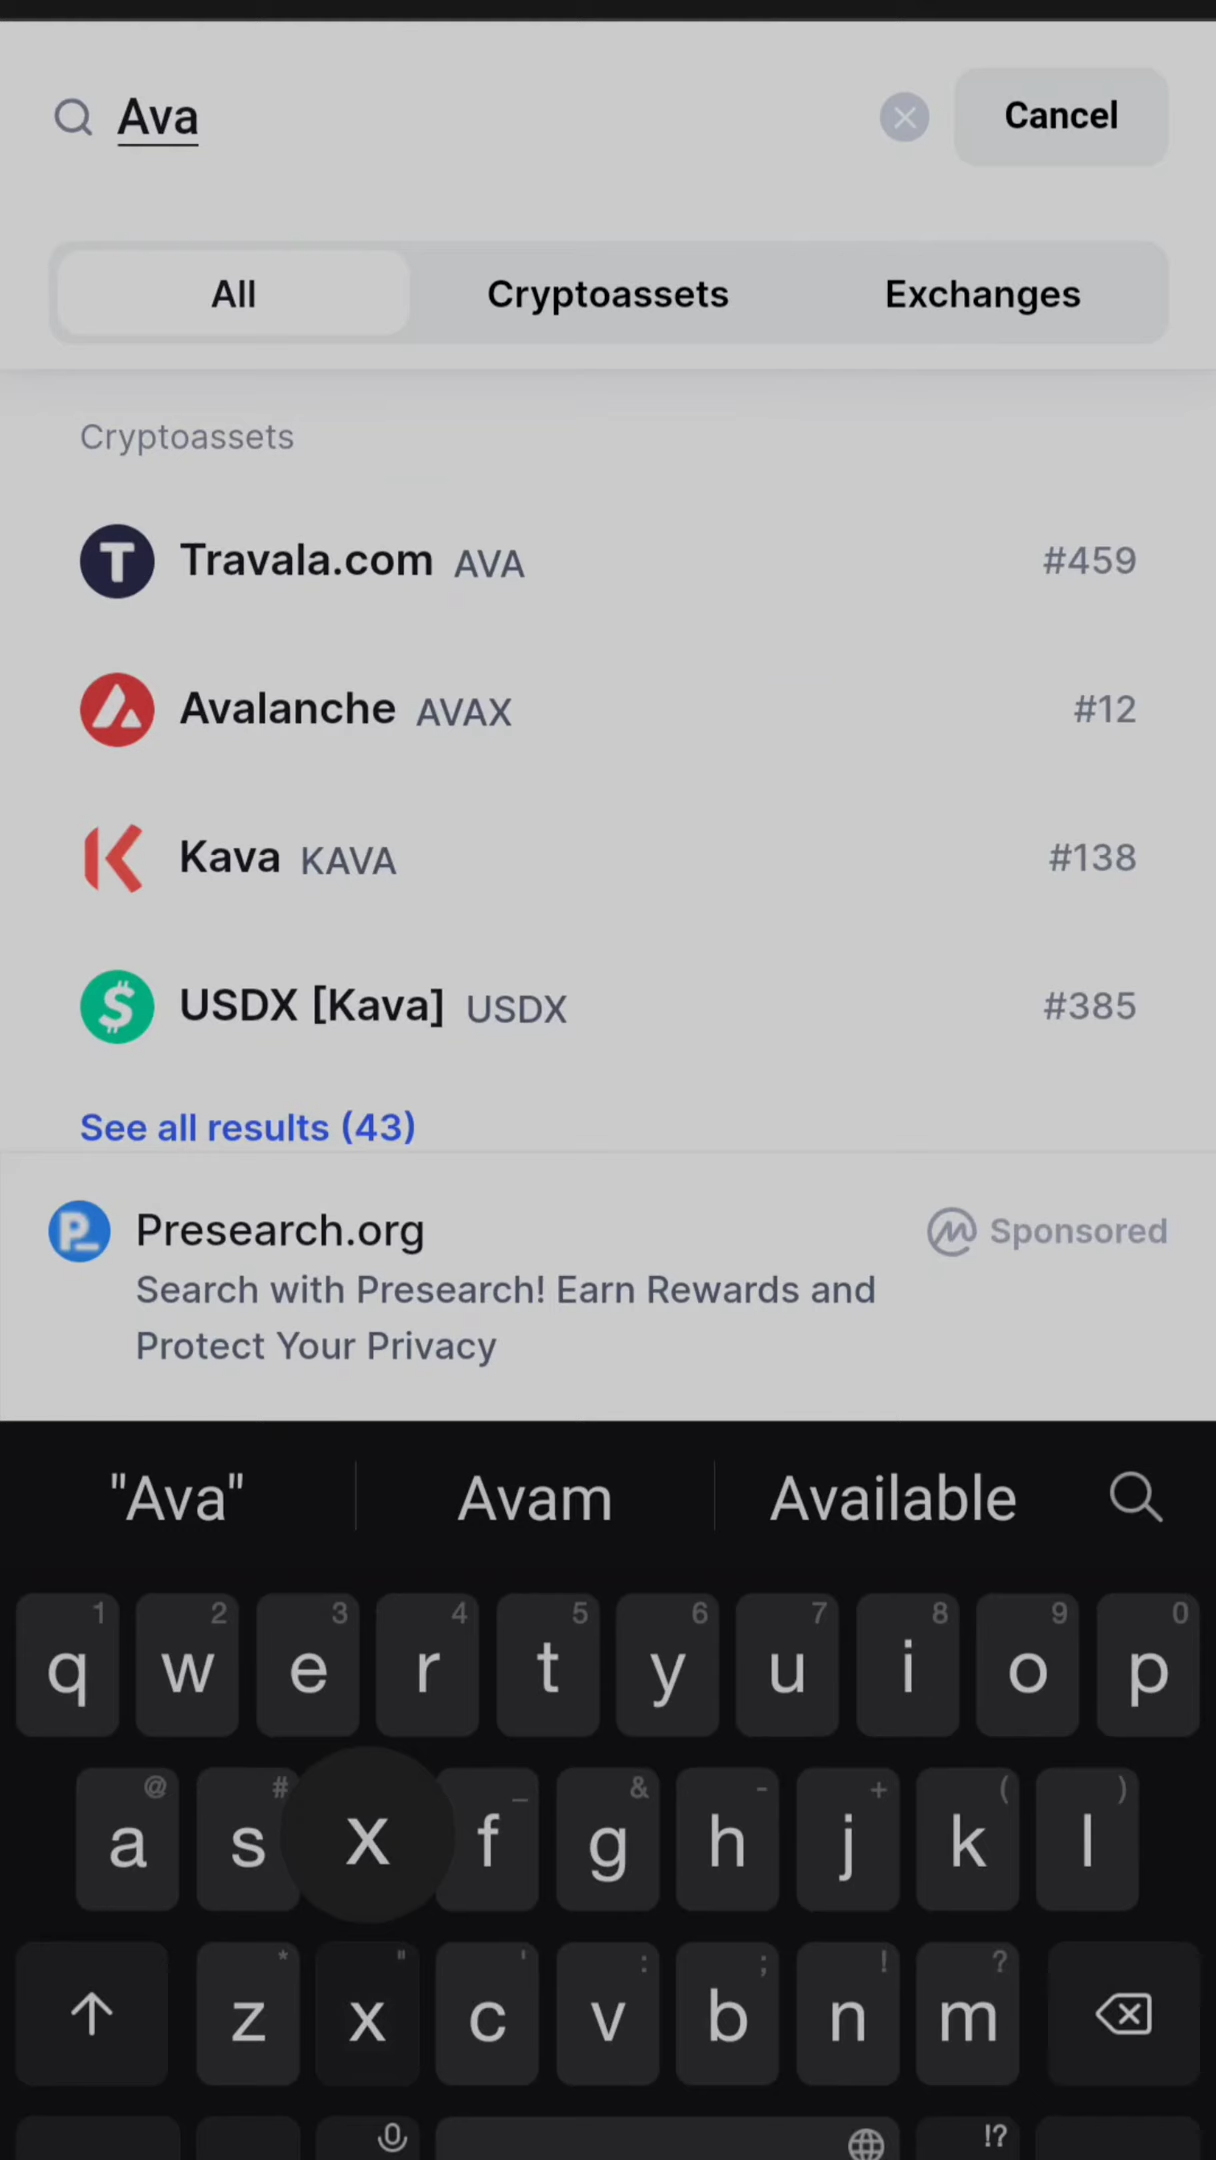 Ava
Cancel
All Cryptoassets Exchanges
Cryptoassets
T Travala.com AVA #459
Avalanche AVAX #12
Kava KAVA #138
$ USDX [Kava] USDX #385
See all results (43)
P_ Presearch.org Sponsored
Search with Presearch! Earn Rewards and
Protect Your Privacy
"Ava" Avam Available
1 2 3 4 5 6 7 8 9 0
q w e r t y u i o p
@ # _ & - + ( )
a s x f g h j k l
* " ' : ; ! ?
z x c v b n m
!?